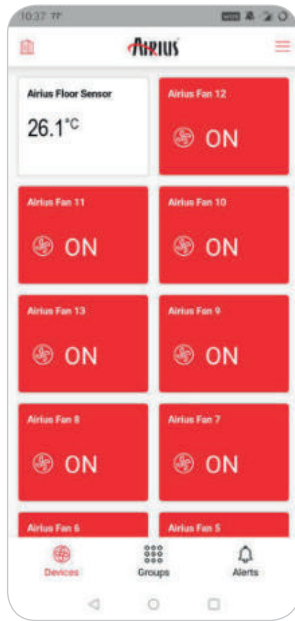 10:37 77°
AIRIUS
Airius Floor Sensor
26.1°C
Airius Fan 12
ON
Airius Fan 11
ON
Airius Fan 10
ON
Airius Fan 13
ON
Airius Fan 9
ON
Airius Fan 8
ON
Airius Fan 7
ON
Airius Fan 6
Airius Fan 5
Devices
Groups
Alerts